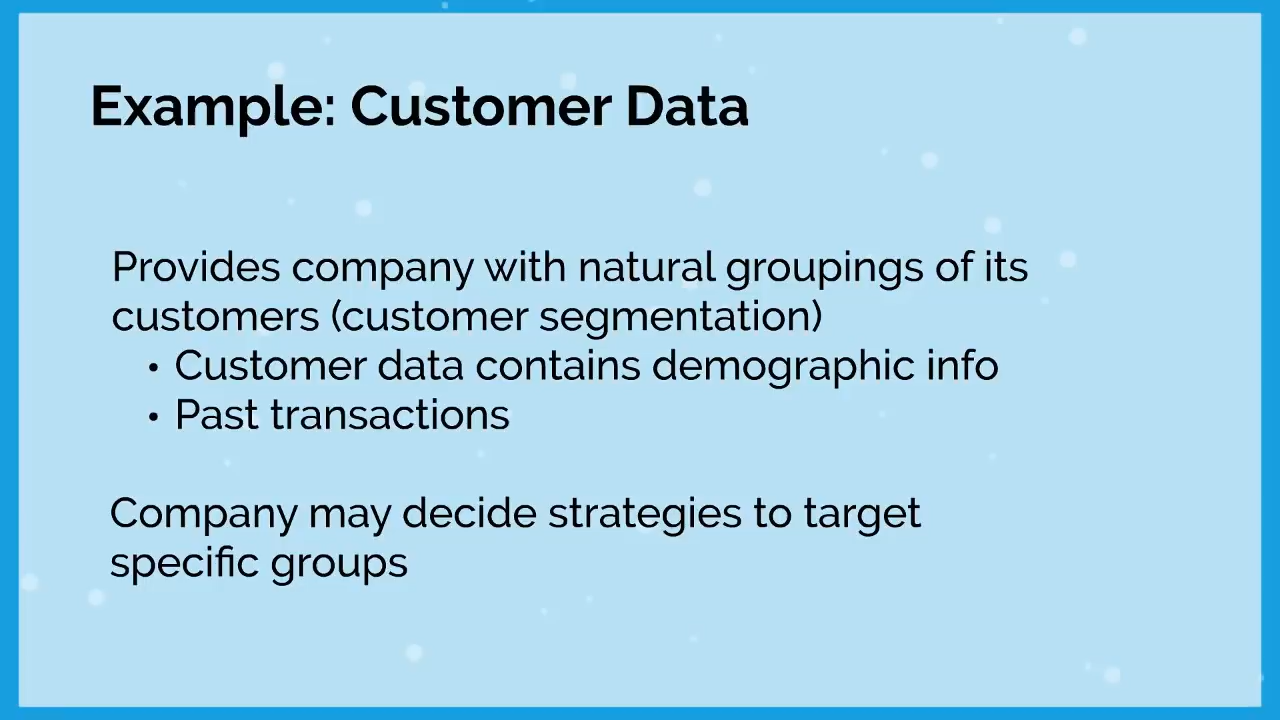 Example: Customer Data
Provides company with natural groupings of its
customers (customer segmentation)
• Customer data contains demographic info
• Past transactions
Company may decide strategies to target
specific groups